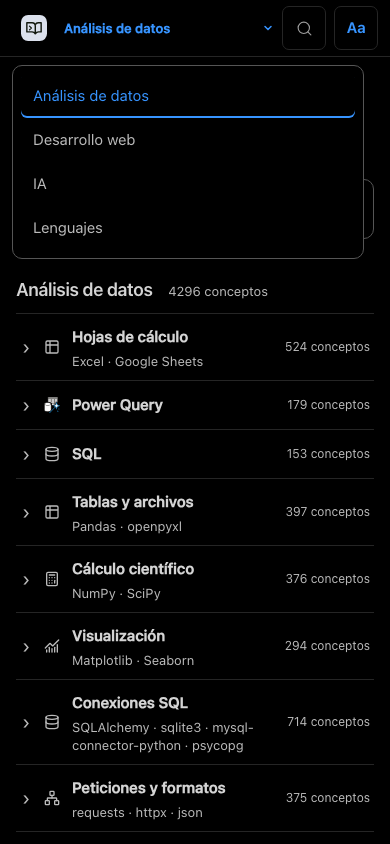 Análisis de datos
Aa
Análisis de datos
Desarrollo web
IA
Lenguajes
Análisis de datos 4296 conceptos
Hojas de cálculo
Excel · Google Sheets
524 conceptos
Power Query
179 conceptos
SQL
153 conceptos
Tablas y archivos
Pandas · openpyxl
397 conceptos
Cálculo científico
NumPy · SciPy
376 conceptos
Visualización
Matplotlib · Seaborn
294 conceptos
Conexiones SQL
SQLAlchemy · sqlite3 · mysql-
connector-python · psycopg
714 conceptos
Peticiones y formatos
requests · httpx · json
375 conceptos